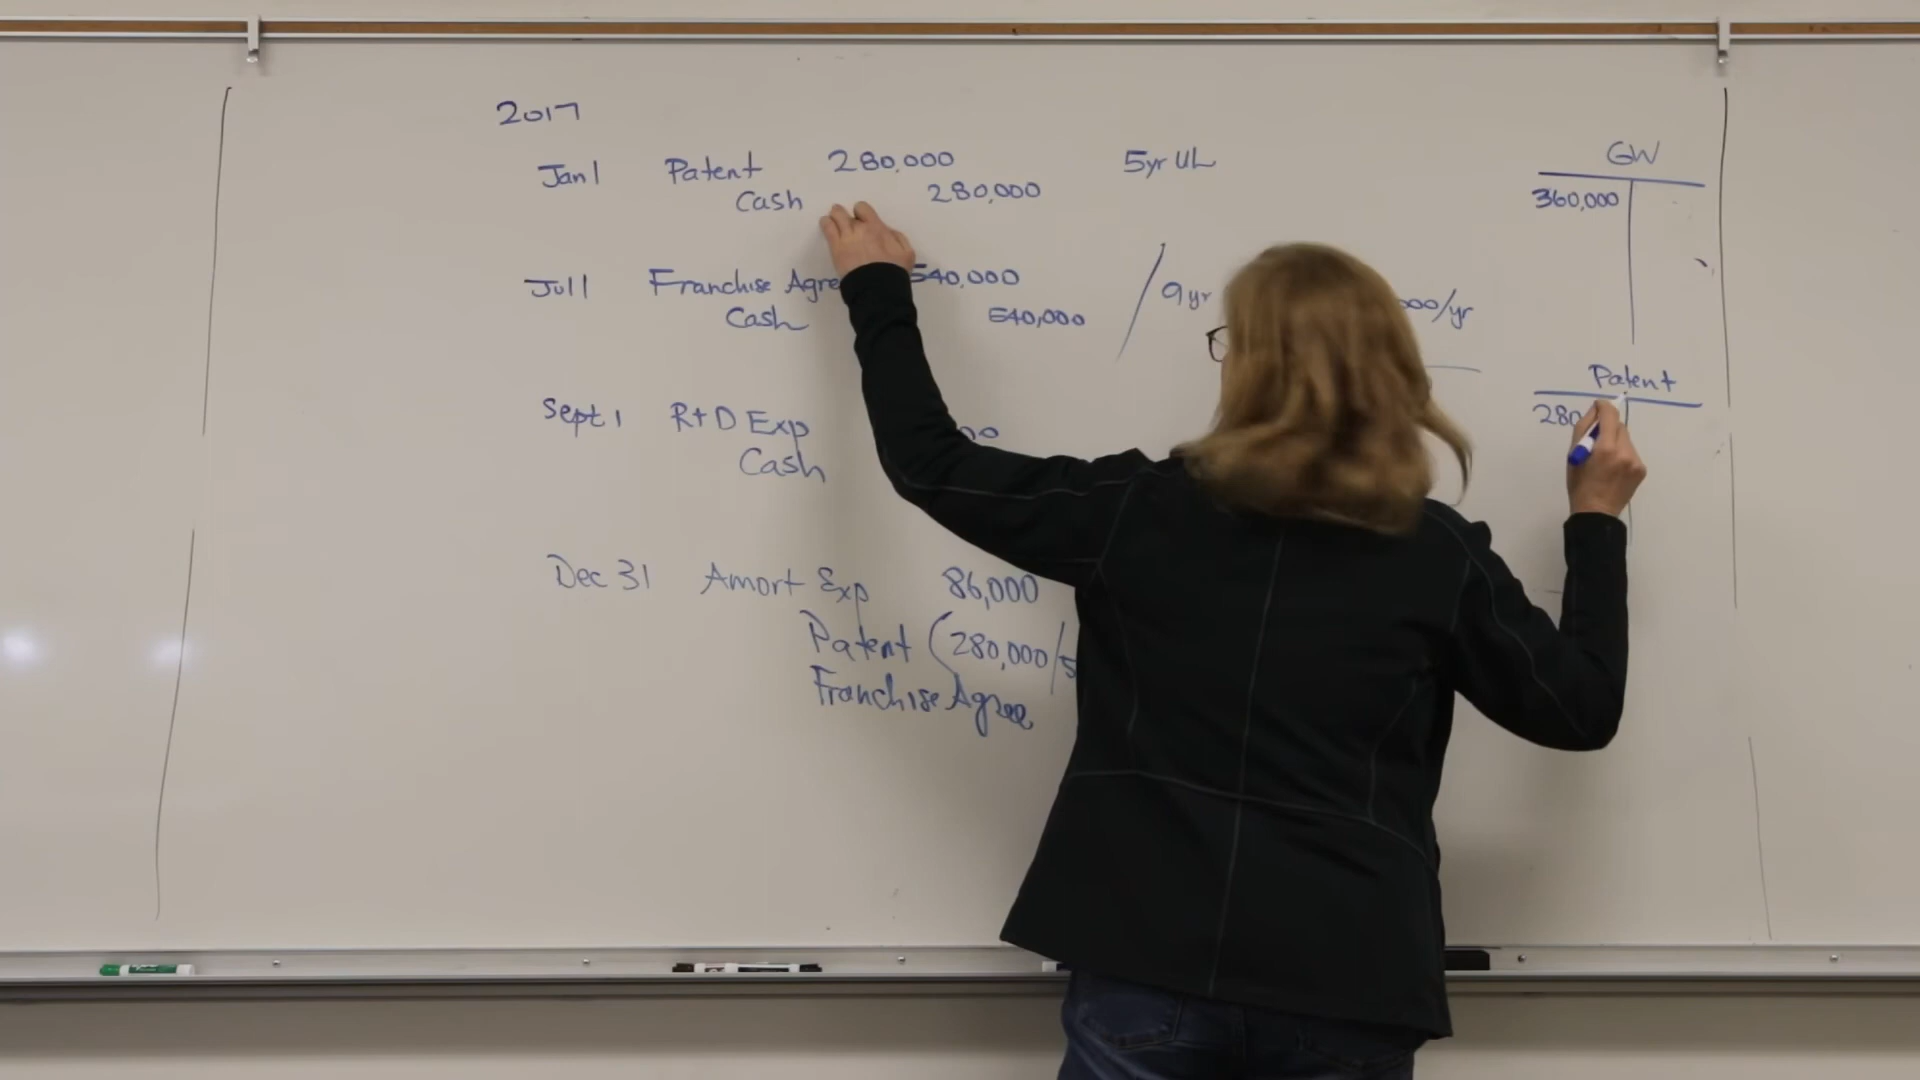 2017
Jan 1 Patent 280,000 5yr UL
Cash 280,000
Jul 1 Franchise Agre 540,000 / 9 yr 000/yr
Cash 540,000
Sept 1 R+D Exp
Cash
Dec 31 Amort Exp 86,000
Patent (280,000/5
Franchise Agree
GW
360,000
Patent
280,